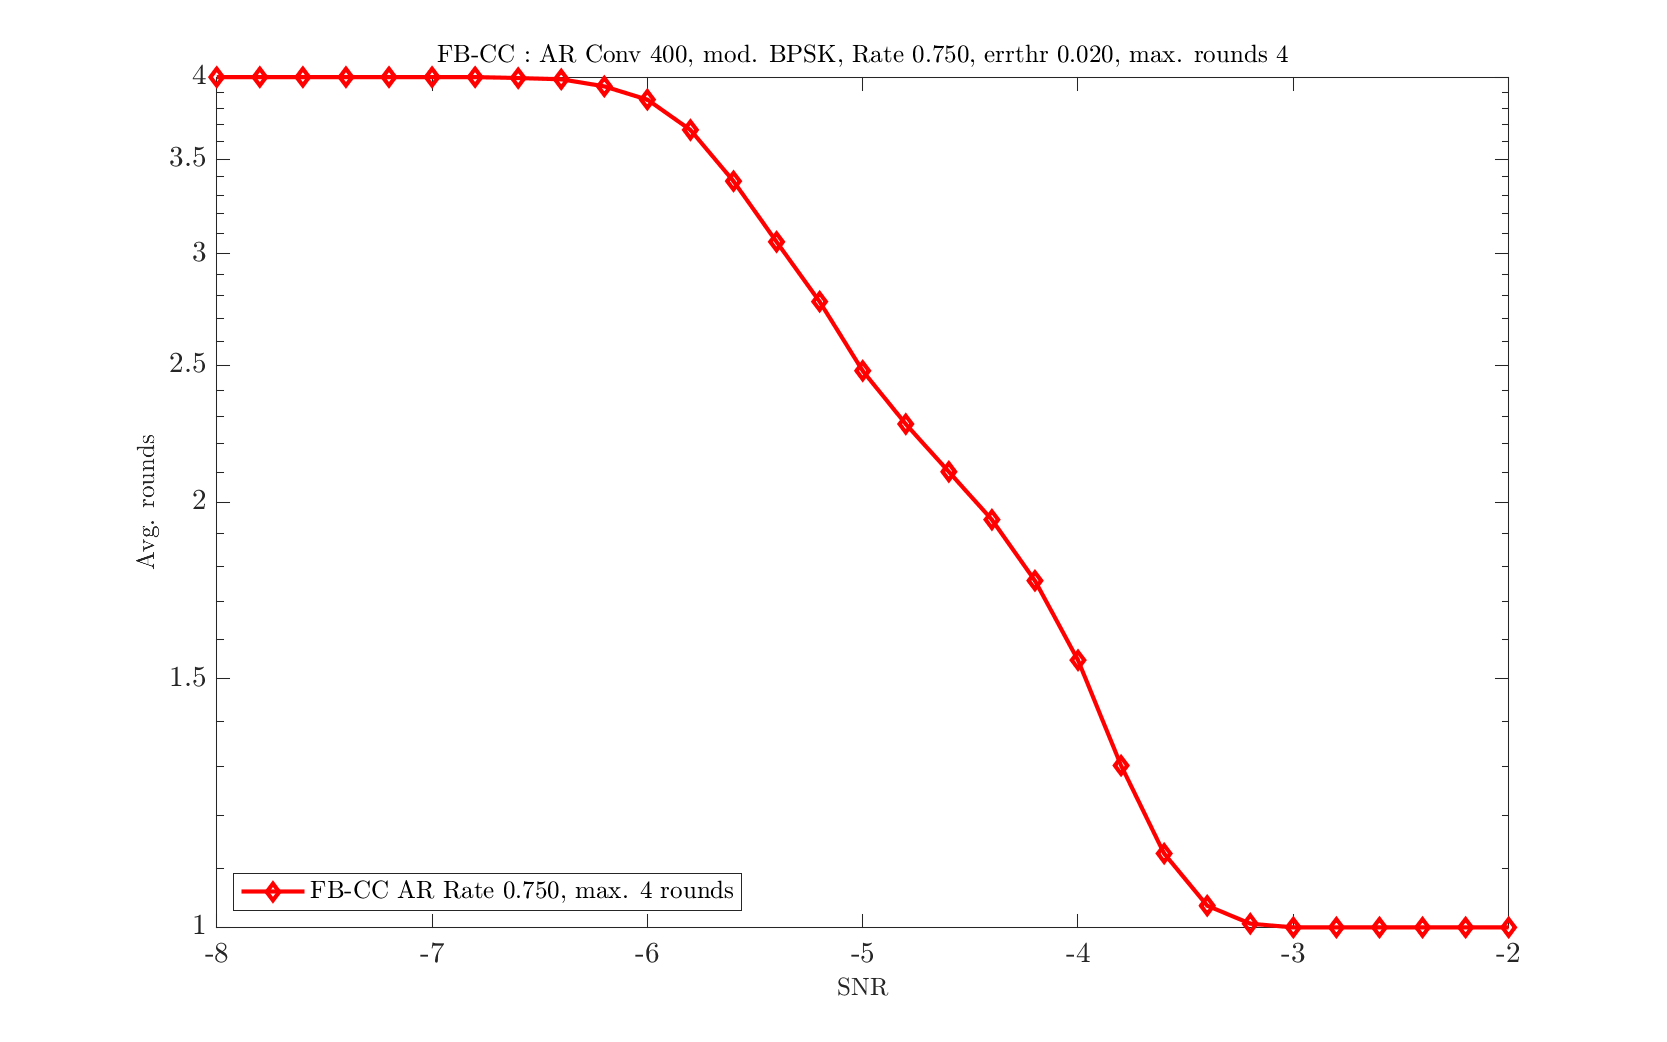 FB-CC : AR Conv 400, mod. BPSK, Rate 0.750, errthr 0.020, max. rounds 4
4
3.5
3
2.5
2
1.5
1
Avg. rounds
FB-CC AR Rate 0.750, max. 4 rounds
-8 -7 -6 -5 -4 -3 -2
SNR